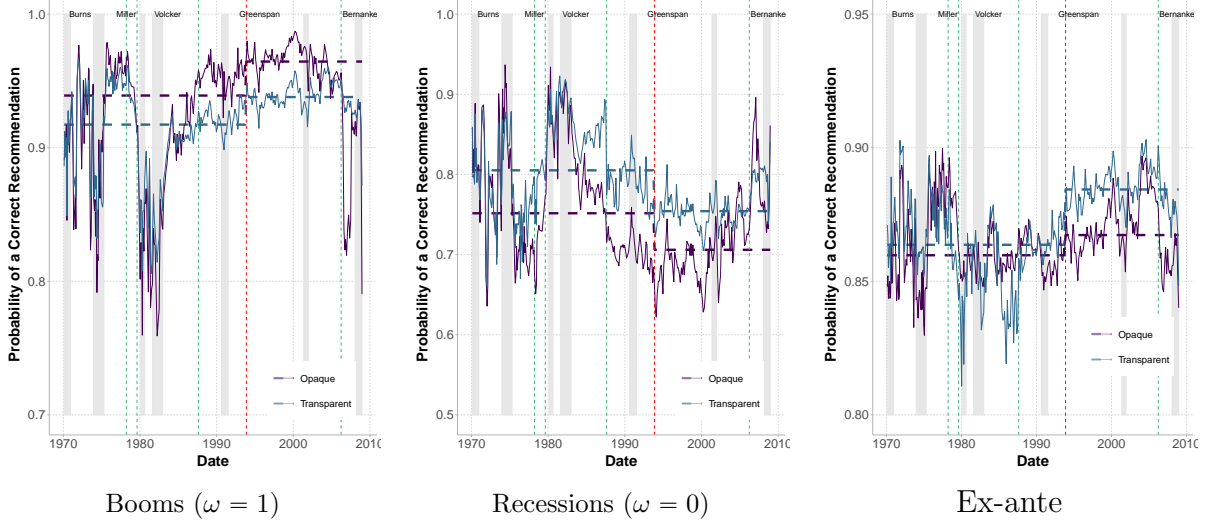 Probability of a Correct Recommendation
1.0
0.9
0.8
0.7
Burns
Miller
Volcker
Greenspan
Bernanke
Opaque
Transparent
1970
1980
1990
2000
201
Date
Booms (ω = 1)
Probability of a Correct Recommendation
1.0
0.9
0.8
0.7
0.6
0.5
Burns
Miller
Volcker
Greenspan
Bernanke
Opaque
Transparent
1970
1980
1990
2000
201
Date
Recessions (ω = 0)
Probability of a Correct Recommendation
0.95
0.90
0.85
0.80
Burns
Miller
Volcker
Greenspan
Bernanke
Opaque
Transparent
1970
1980
1990
2000
201
Date
Ex-ante